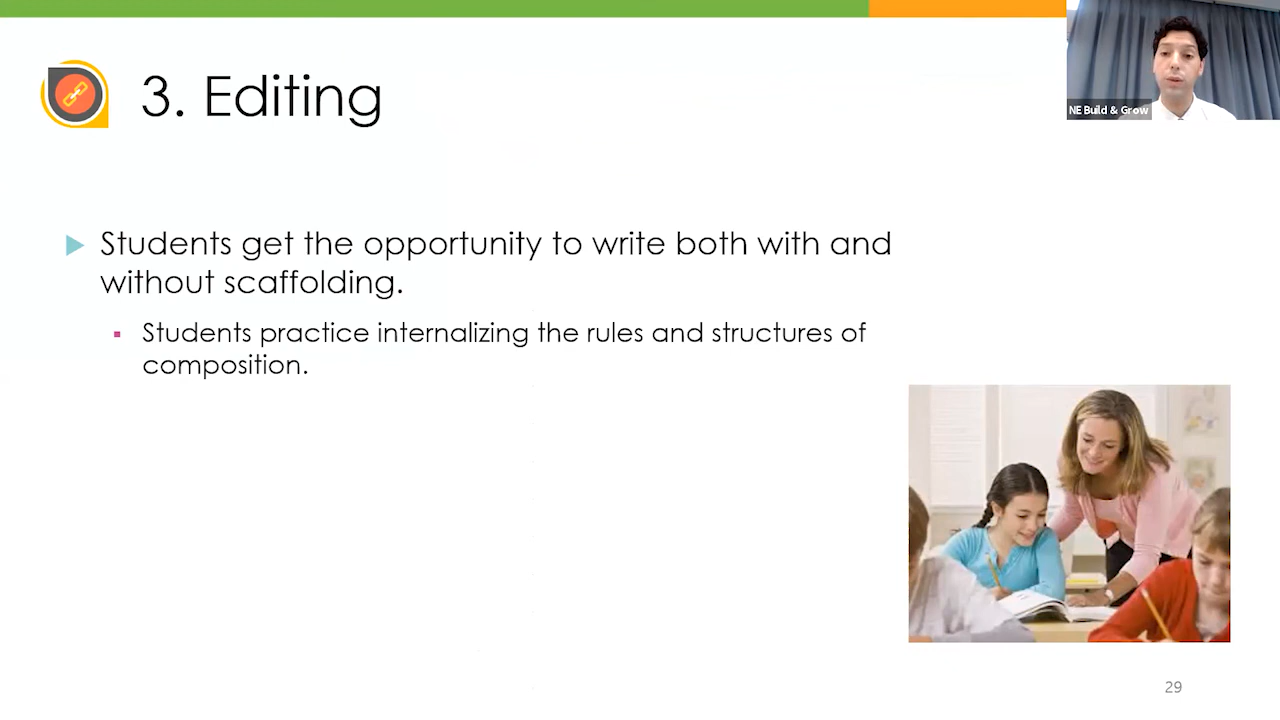 3. Editing
NE Build & Grow
Students get the opportunity to write both with and
without scaffolding.
Students practice internalizing the rules and structures of
composition.
29